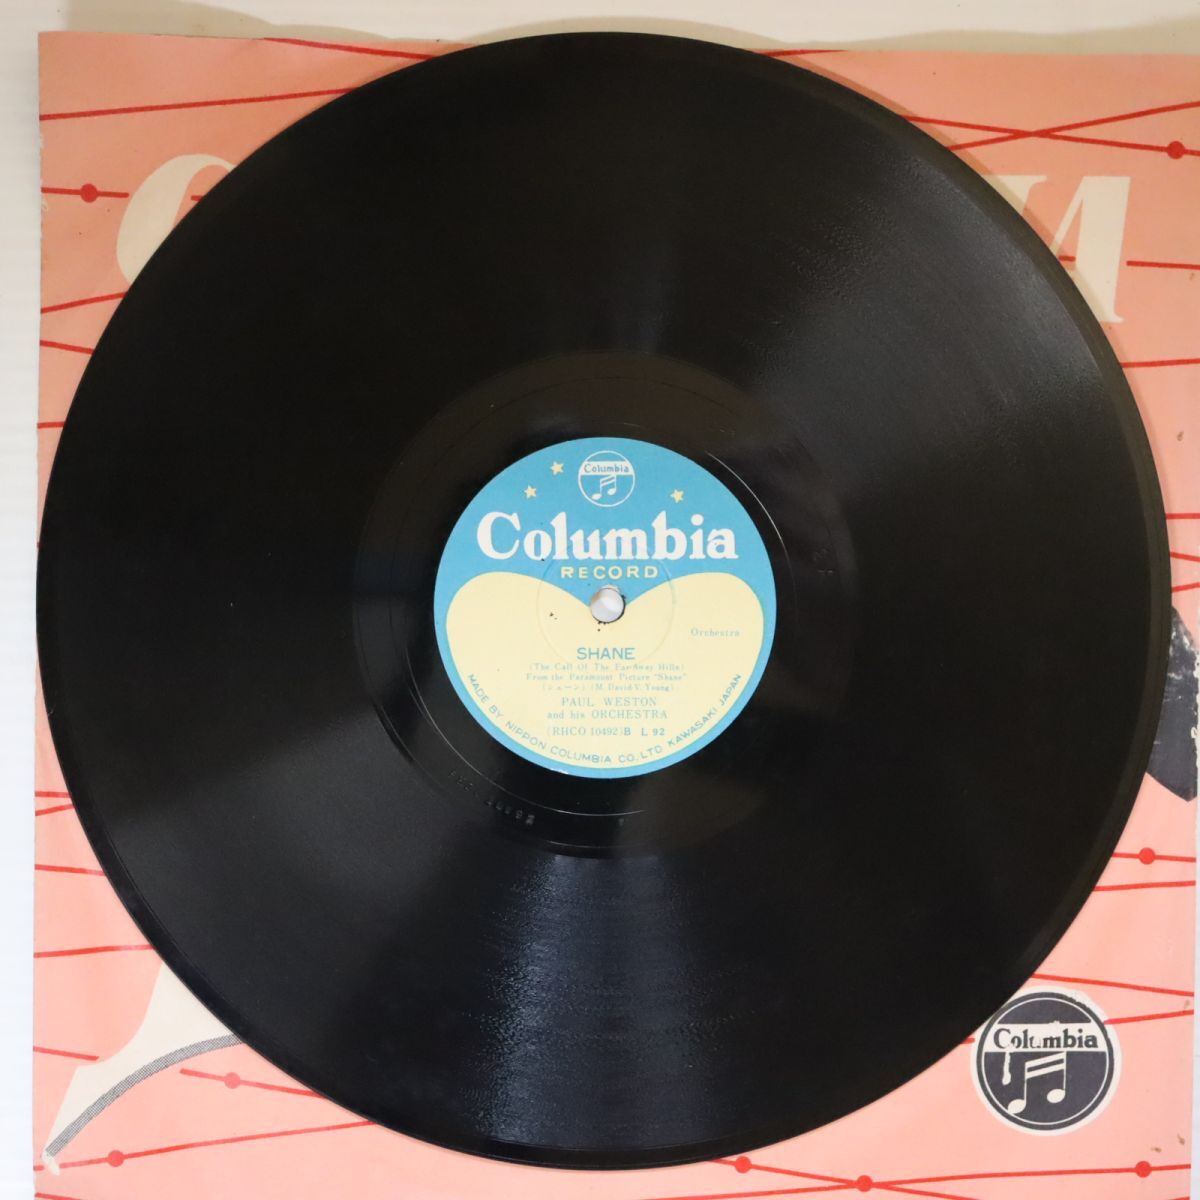 Columbia
Columbia
RECORD
Orchestra
SHANE
(The Call Of The Far-Away Hills)
From the Paramount Picture "Shane"
(シェーン) (M. David-V. Young)
PAUL WESTON
and his ORCHESTRA
(RHCO 10492) B L 92
MADE BY NIPPON COLUMBIA CO., LTD KAWASAKI JAPAN
Columbia